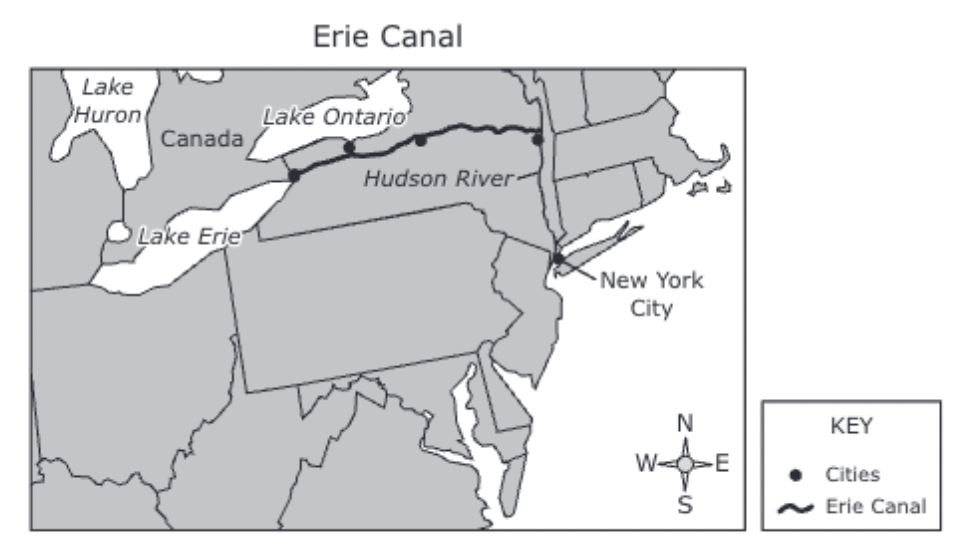 Erie Canal
Lake
Huron
Lake Ontario
Canada
Hudson River
Lake Erie
New York
City
N
W
E
S
KEY
Cities
Erie Canal